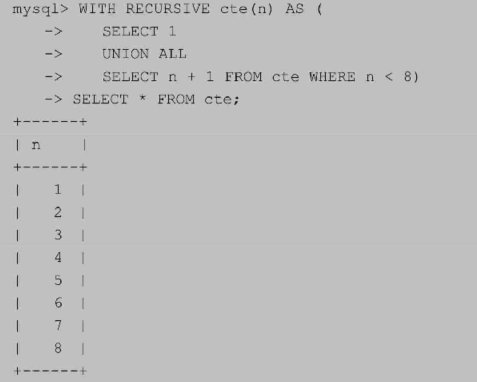 mysql> WITH RECURSIVE cte(n) AS (
    ->     SELECT 1
    ->     UNION ALL
    ->     SELECT n + 1 FROM cte WHERE n < 8)
    -> SELECT * FROM cte;
+------+
| n    |
+------+
|    1 |
|    2 |
|    3 |
|    4 |
|    5 |
|    6 |
|    7 |
|    8 |
+------+